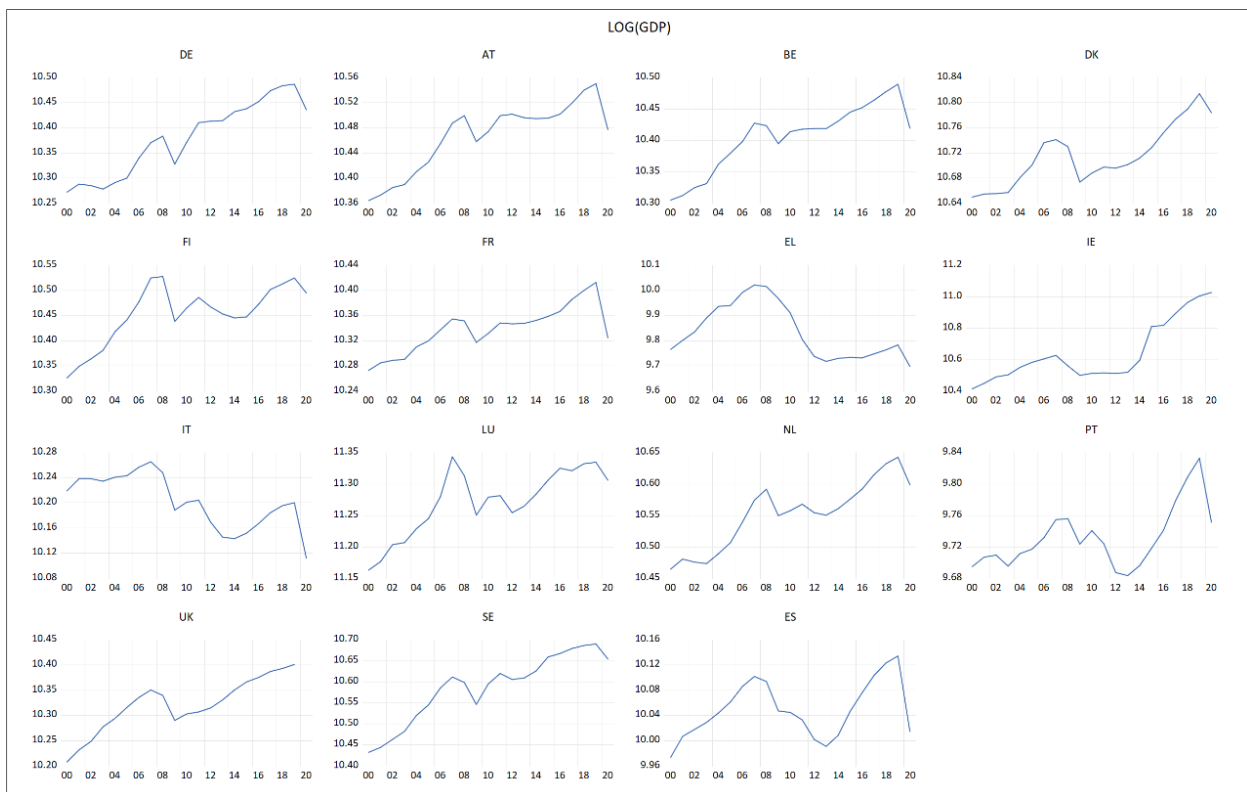 LOG(GDP)
DE
10.50
10.45
10.40
10.35
10.30
10.25
00 02 04 06 08 10 12 14 16 18 20
AT
10.56
10.52
10.48
10.44
10.40
10.36
00 02 04 06 08 10 12 14 16 18 20
BE
10.50
10.45
10.40
10.35
10.30
00 02 04 06 08 10 12 14 16 18 20
DK
10.84
10.80
10.76
10.72
10.68
10.64
00 02 04 06 08 10 12 14 16 18 20
FI
10.55
10.50
10.45
10.40
10.35
10.30
00 02 04 06 08 10 12 14 16 18 20
FR
10.44
10.40
10.36
10.32
10.28
10.24
00 02 04 06 08 10 12 14 16 18 20
EL
10.1
10.0
9.9
9.8
9.7
9.6
00 02 04 06 08 10 12 14 16 18 20
IE
11.2
11.0
10.8
10.6
10.4
00 02 04 06 08 10 12 14 16 18 20
IT
10.28
10.24
10.20
10.16
10.12
10.08
00 02 04 06 08 10 12 14 16 18 20
LU
11.35
11.30
11.25
11.20
11.15
00 02 04 06 08 10 12 14 16 18 20
NL
10.65
10.60
10.55
10.50
10.45
00 02 04 06 08 10 12 14 16 18 20
PT
9.84
9.80
9.76
9.72
9.68
00 02 04 06 08 10 12 14 16 18 20
UK
10.45
10.40
10.35
10.30
10.25
10.20
00 02 04 06 08 10 12 14 16 18 20
SE
10.70
10.65
10.60
10.55
10.50
10.45
10.40
00 02 04 06 08 10 12 14 16 18 20
ES
10.16
10.12
10.08
10.04
10.00
9.96
00 02 04 06 08 10 12 14 16 18 20